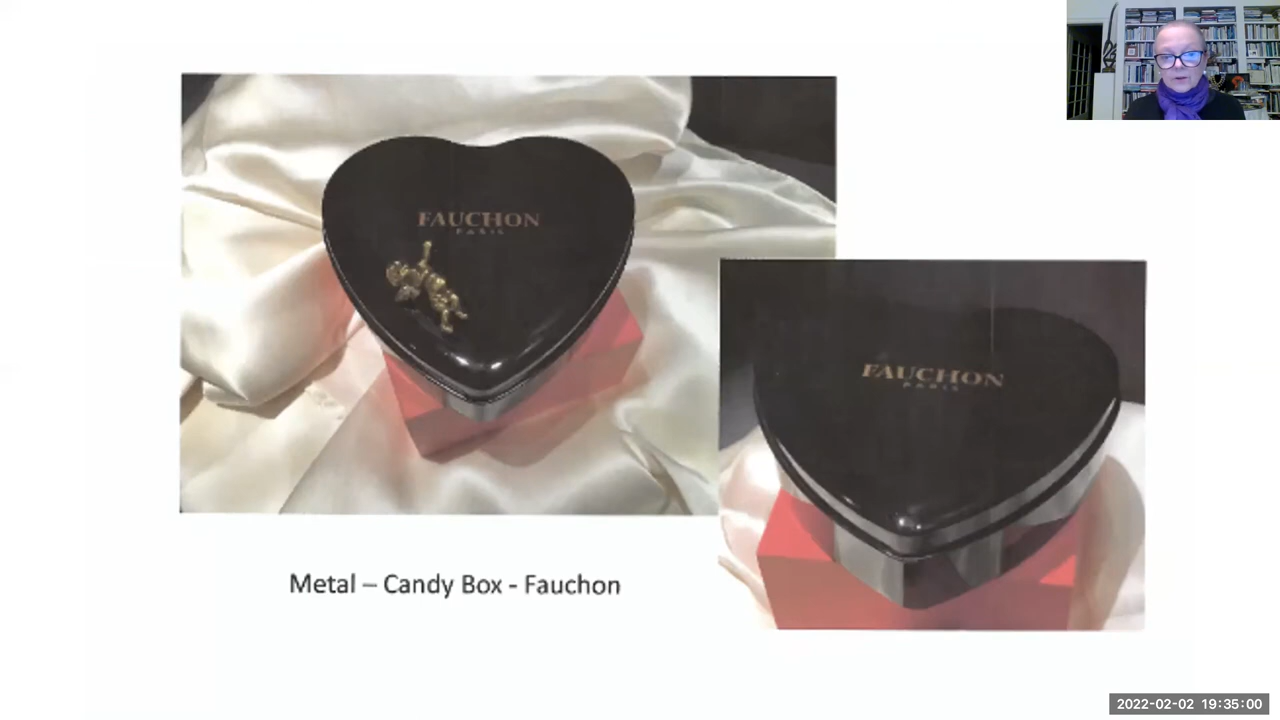 FAUCHON
PARIS
FAUCHON
PARIS
Metal – Candy Box - Fauchon
2022-02-02 19:35:00